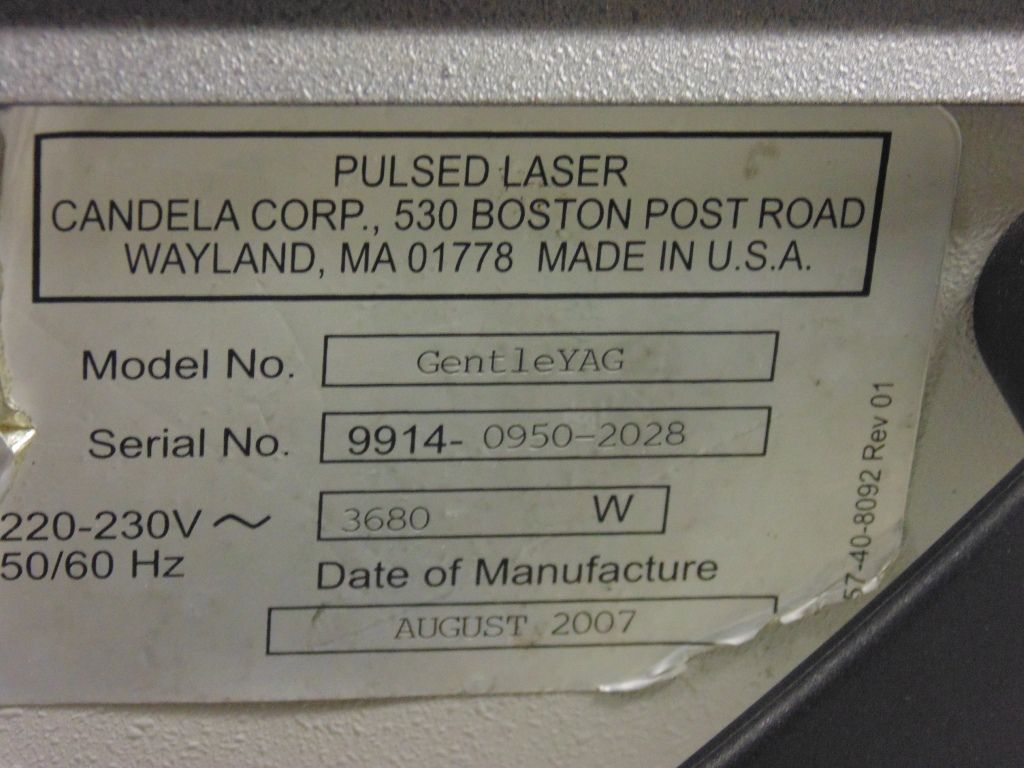 PULSED LASER
CANDELA CORP., 530 BOSTON POST ROAD
WAYLAND, MA 01778 MADE IN U.S.A.
Model No. GentleYAG
Serial No. 9914- 0950-2028
220-230V ~ 3680 W
50/60 Hz
Date of Manufacture
AUGUST 2007
57-40-8092 Rev 01